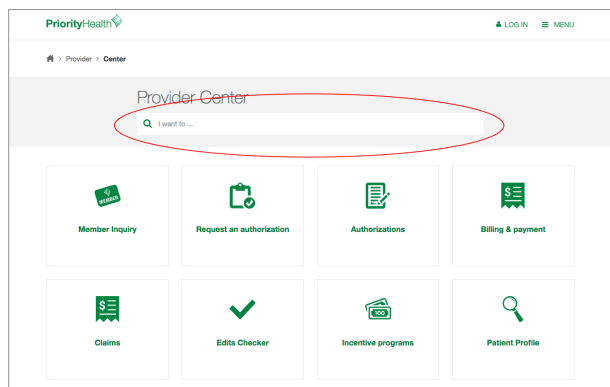 PriorityHealth
LOG IN MENU
Provider > Center
Provider Center
I want to ...
MEMBER
Member Inquiry
Request an authorization
Authorizations
$
Billing & payment
$
Claims
Edits Checker
100
Incentive programs
Patient Profile